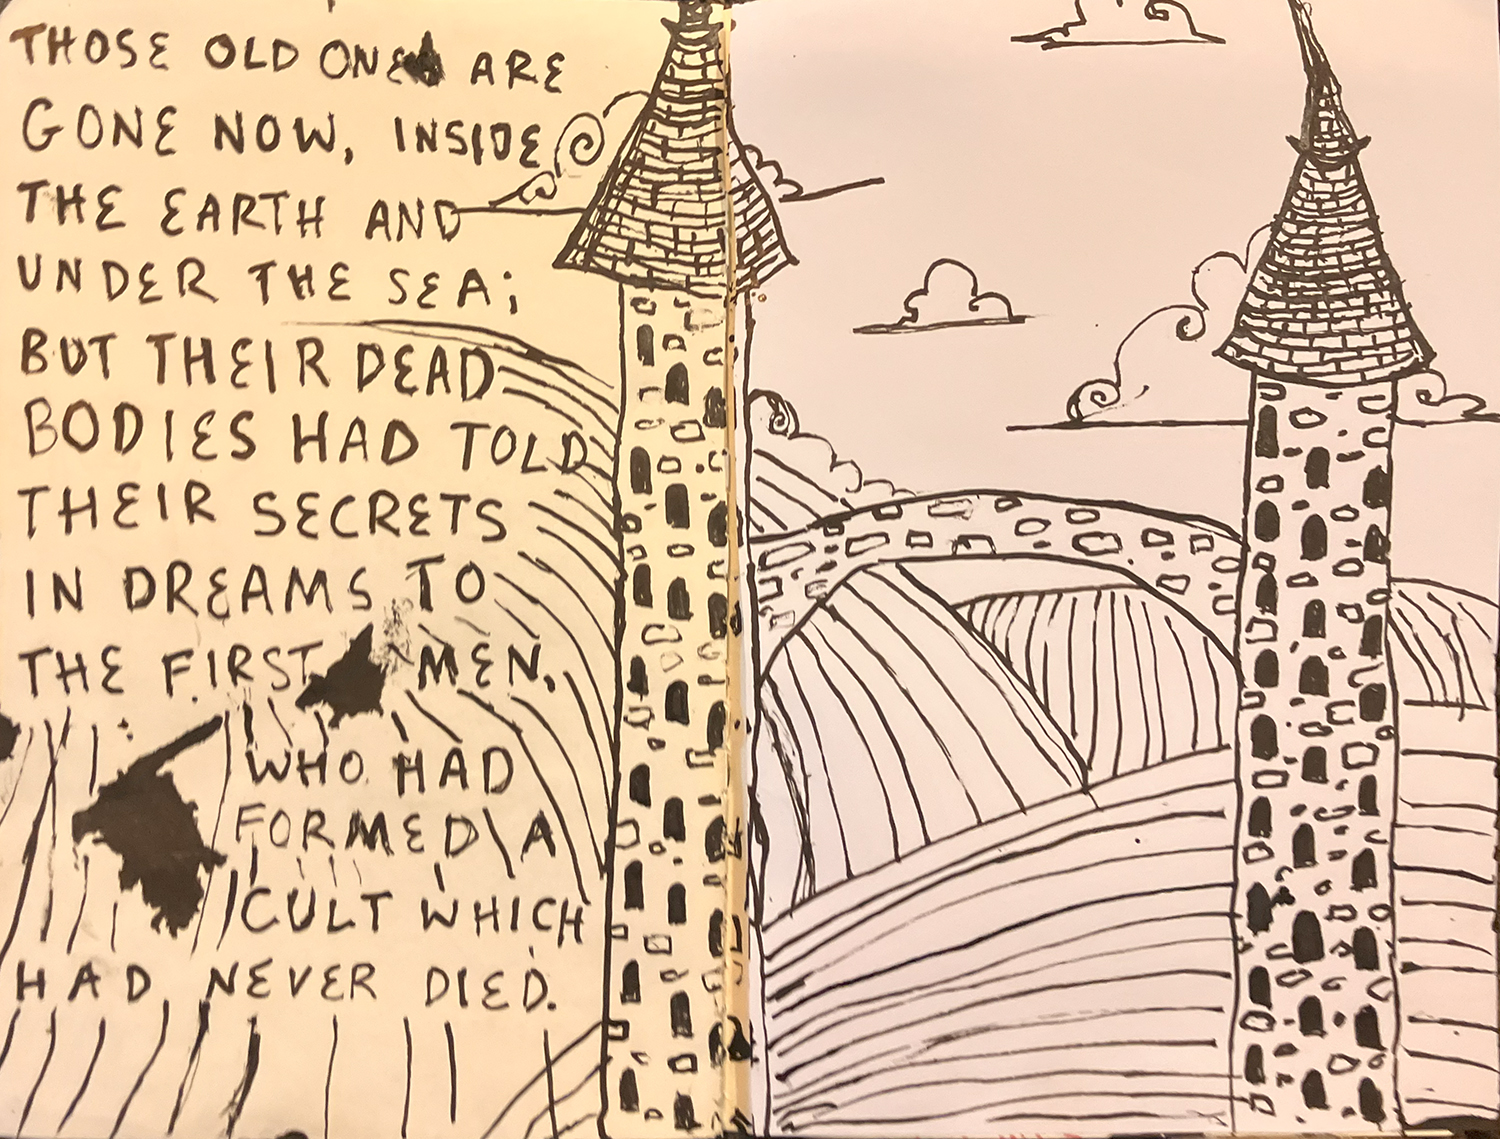 THOSE OLD ONES ARE
GONE NOW, INSIDE
THE EARTH AND
UNDER THE SEA;
BUT THEIR DEAD
BODIES HAD TOLD
THEIR SECRETS
IN DREAMS TO
THE FIRST MEN,
WHO HAD
FORMED A
CULT WHICH
HAD NEVER DIED.